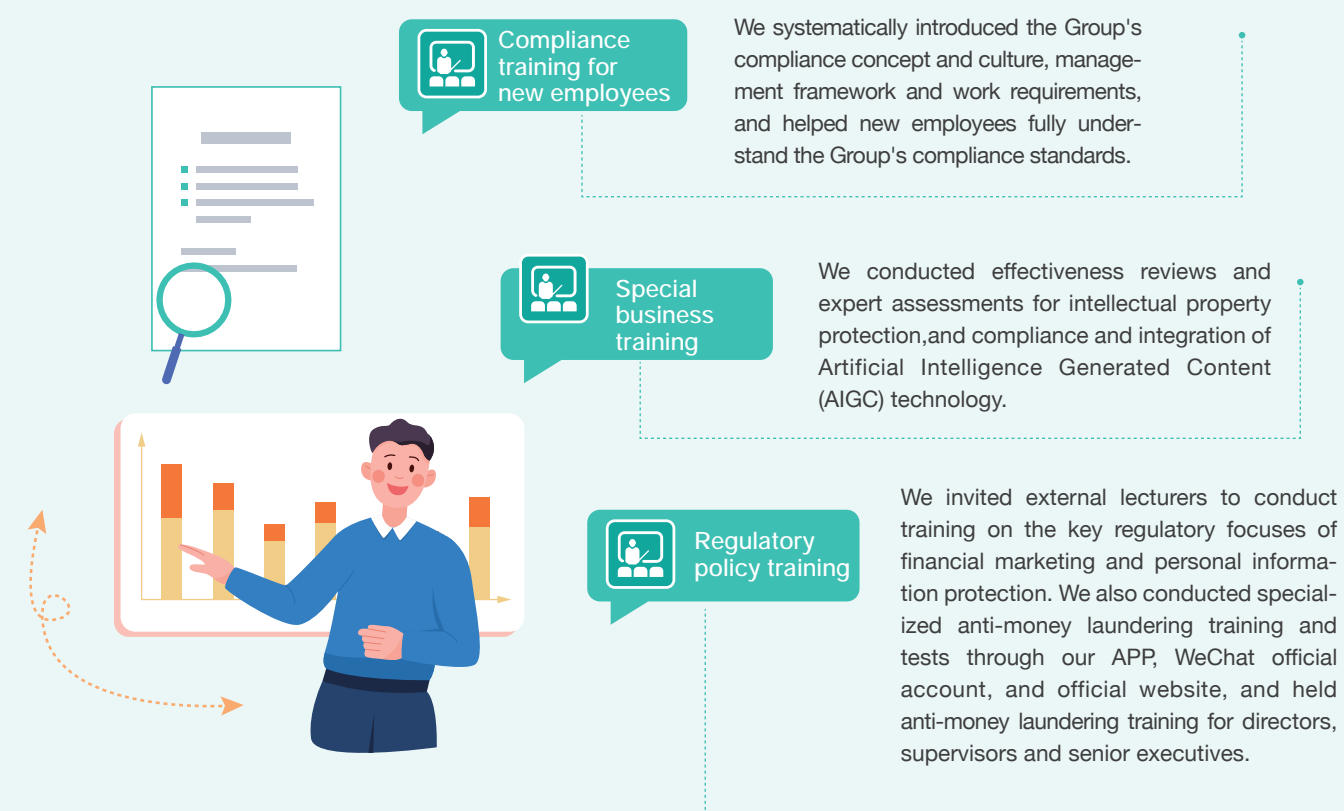 Compliance
training for
new employees
We systematically introduced the Group's
compliance concept and culture, manage-
ment framework and work requirements,
and helped new employees fully under-
stand the Group's compliance standards.
Special
business
training
We conducted effectiveness reviews and
expert assessments for intellectual property
protection,and compliance and integration of
Artificial Intelligence Generated Content
(AIGC) technology.
Regulatory
policy training
We invited external lecturers to conduct
training on the key regulatory focuses of
financial marketing and personal informa-
tion protection. We also conducted special-
ized anti-money laundering training and
tests through our APP, WeChat official
account, and official website, and held
anti-money laundering training for directors,
supervisors and senior executives.